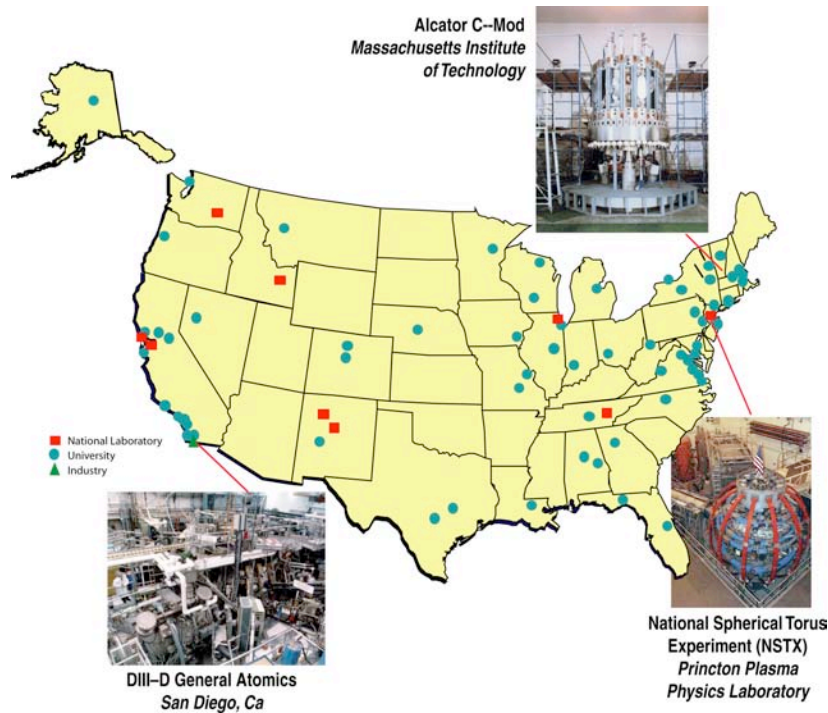 Alcator C--Mod
Massachusetts Institute
of Technology
National Laboratory
University
Industry
DIII–D General Atomics
San Diego, Ca
National Spherical Torus
Experiment (NSTX)
Princton Plasma
Physics Laboratory